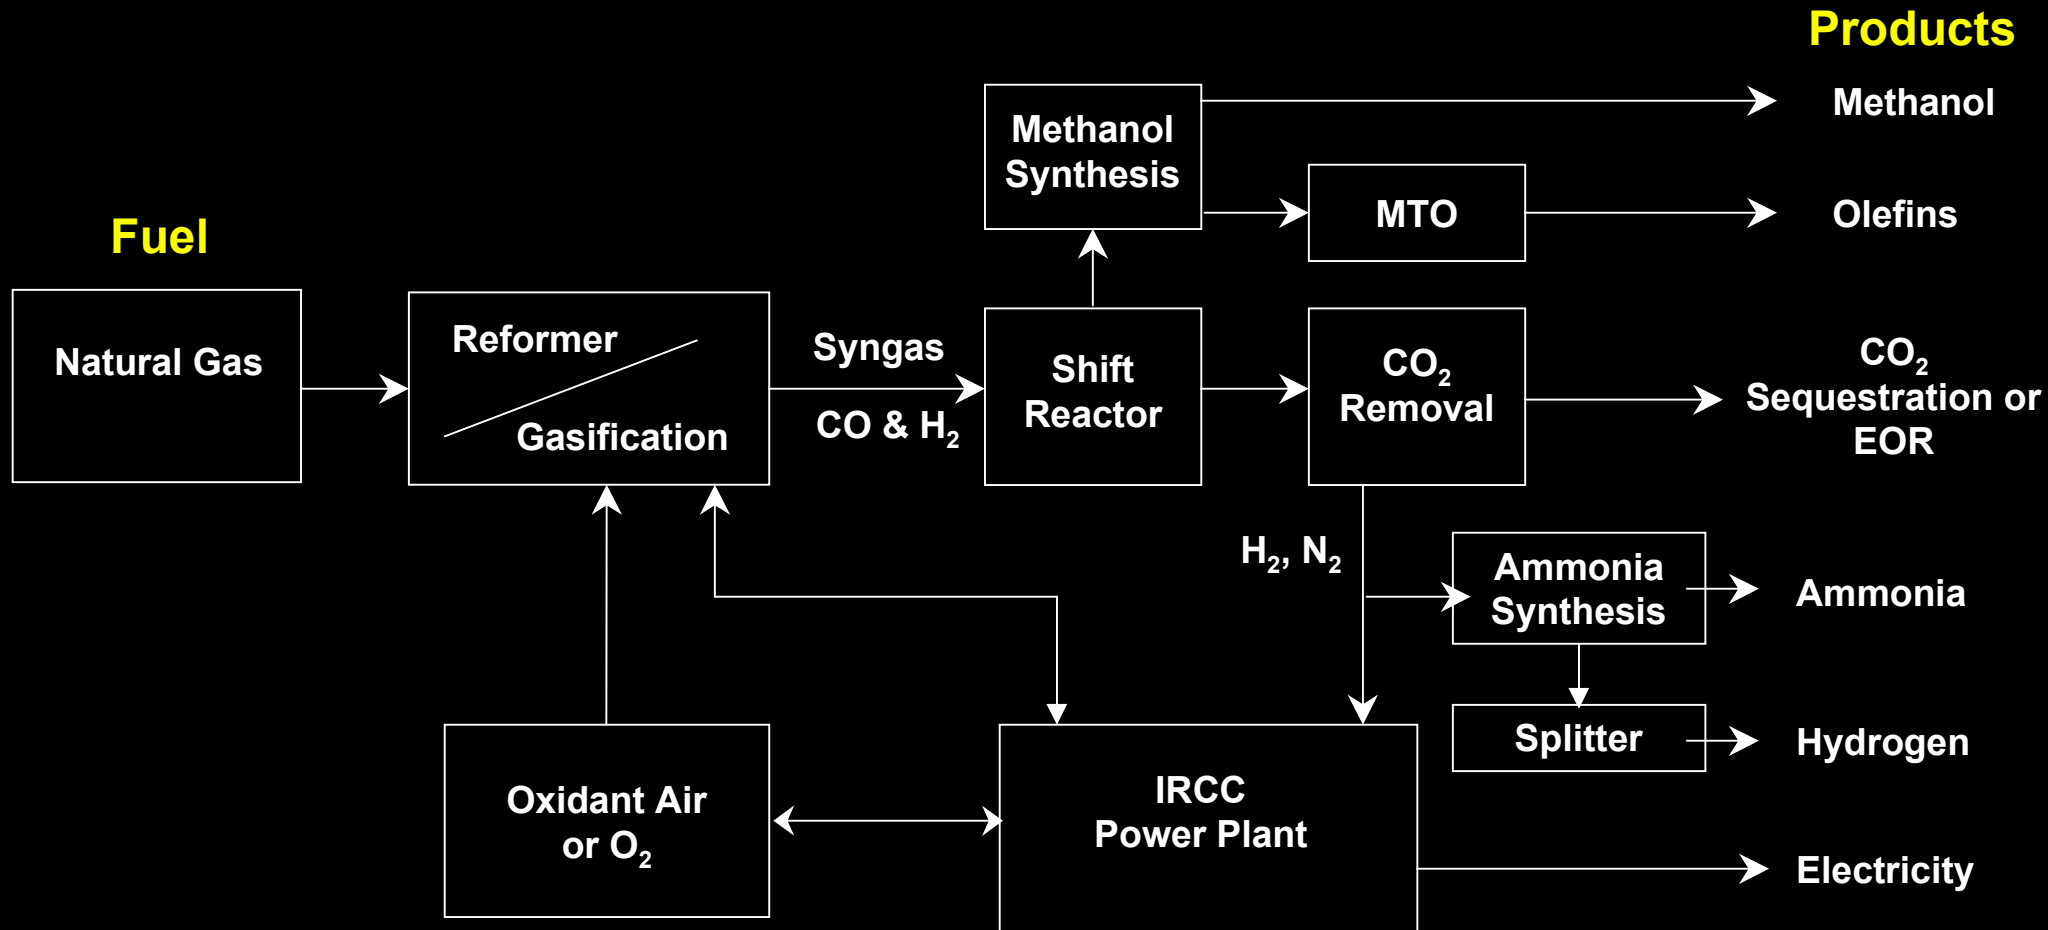 Products
Methanol
Synthesis
Methanol
MTO
Olefins
Fuel
Natural Gas
Reformer
Gasification
Syngas
CO & H₂
Shift
Reactor
CO₂
Removal
CO₂
Sequestration or
EOR
H₂, N₂
Ammonia
Synthesis
Ammonia
Splitter
Hydrogen
Oxidant Air
or O₂
IRCC
Power Plant
Electricity